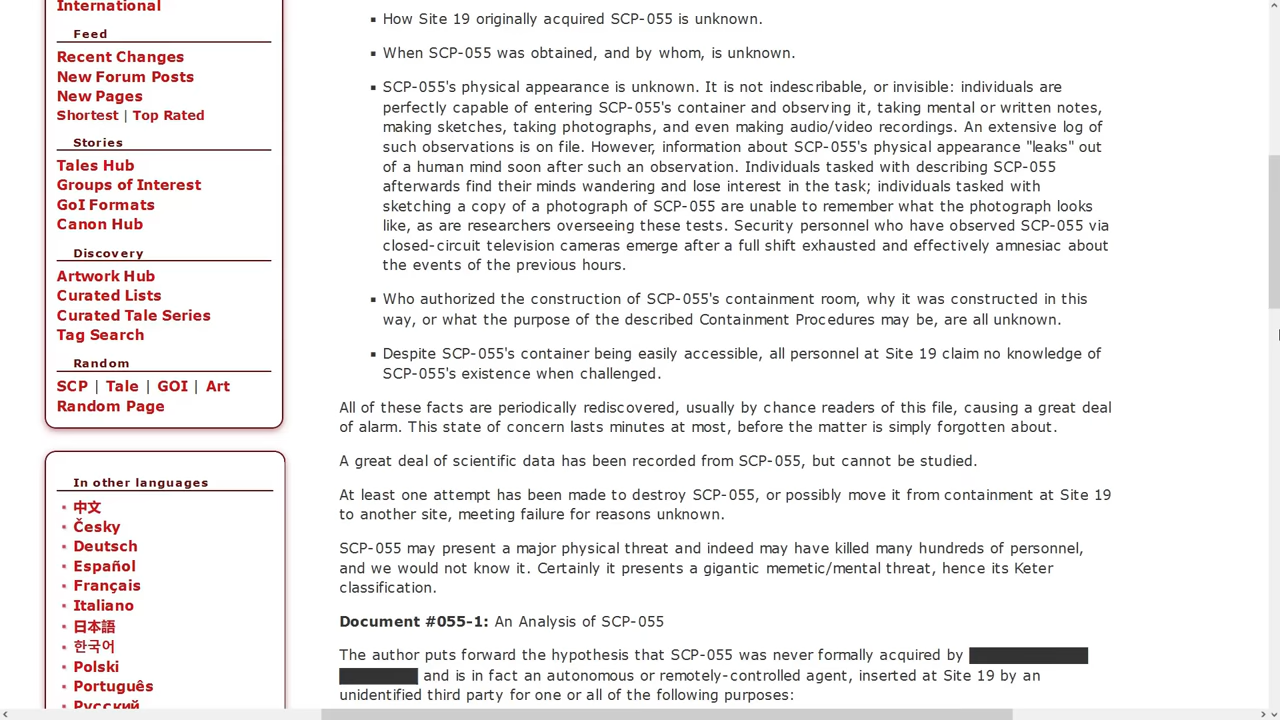 International
Feed
Recent Changes
New Forum Posts
New Pages
Shortest | Top Rated
Stories
Tales Hub
Groups of Interest
GoI Formats
Canon Hub
Discovery
Artwork Hub
Curated Lists
Curated Tale Series
Tag Search
Random
SCP | Tale | GOI | Art
Random Page
In other languages
中文
Česky
Deutsch
Español
Français
Italiano
日本語
한국어
Polski
Português
Русский
How Site 19 originally acquired SCP-055 is unknown.
When SCP-055 was obtained, and by whom, is unknown.
SCP-055's physical appearance is unknown. It is not indescribable, or invisible: individuals are
perfectly capable of entering SCP-055's container and observing it, taking mental or written notes,
making sketches, taking photographs, and even making audio/video recordings. An extensive log of
such observations is on file. However, information about SCP-055's physical appearance "leaks" out
of a human mind soon after such an observation. Individuals tasked with describing SCP-055
afterwards find their minds wandering and lose interest in the task; individuals tasked with
sketching a copy of a photograph of SCP-055 are unable to remember what the photograph looks
like, as are researchers overseeing these tests. Security personnel who have observed SCP-055 via
closed-circuit television cameras emerge after a full shift exhausted and effectively amnesiac about
the events of the previous hours.
Who authorized the construction of SCP-055's containment room, why it was constructed in this
way, or what the purpose of the described Containment Procedures may be, are all unknown.
Despite SCP-055's container being easily accessible, all personnel at Site 19 claim no knowledge of
SCP-055's existence when challenged.
All of these facts are periodically rediscovered, usually by chance readers of this file, causing a great deal
of alarm. This state of concern lasts minutes at most, before the matter is simply forgotten about.
A great deal of scientific data has been recorded from SCP-055, but cannot be studied.
At least one attempt has been made to destroy SCP-055, or possibly move it from containment at Site 19
to another site, meeting failure for reasons unknown.
SCP-055 may present a major physical threat and indeed may have killed many hundreds of personnel,
and we would not know it. Certainly it presents a gigantic memetic/mental threat, hence its Keter
classification.
Document #055-1: An Analysis of SCP-055
The author puts forward the hypothesis that SCP-055 was never formally acquired by
and is in fact an autonomous or remotely-controlled agent, inserted at Site 19 by an
unidentified third party for one or all of the following purposes: